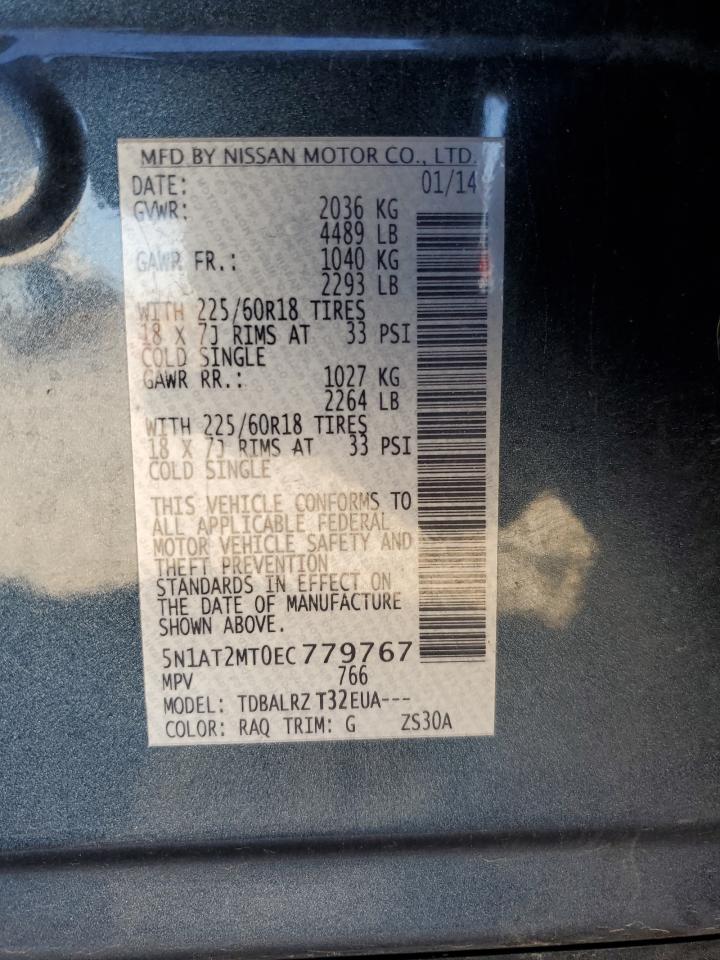 MFD BY NISSAN MOTOR CO., LTD.
DATE: 01/14
GVWR: 2036 KG
4489 LB
GAWR FR.: 1040 KG
2293 LB
WITH 225/60R18 TIRES
18 X 7J RIMS AT 33 PSI
COLD SINGLE
GAWR RR.: 1027 KG
2264 LB
WITH 225/60R18 TIRES
18 X 7J RIMS AT 33 PSI
COLD SINGLE
THIS VEHICLE CONFORMS TO
ALL APPLICABLE FEDERAL
MOTOR VEHICLE SAFETY AND
THEFT PREVENTION
STANDARDS IN EFFECT ON
THE DATE OF MANUFACTURE
SHOWN ABOVE.
5N1AT2MT0EC779767
MPV 766
MODEL: TDBALRZ T32EUA---
COLOR: RAQ TRIM: G ZS30A